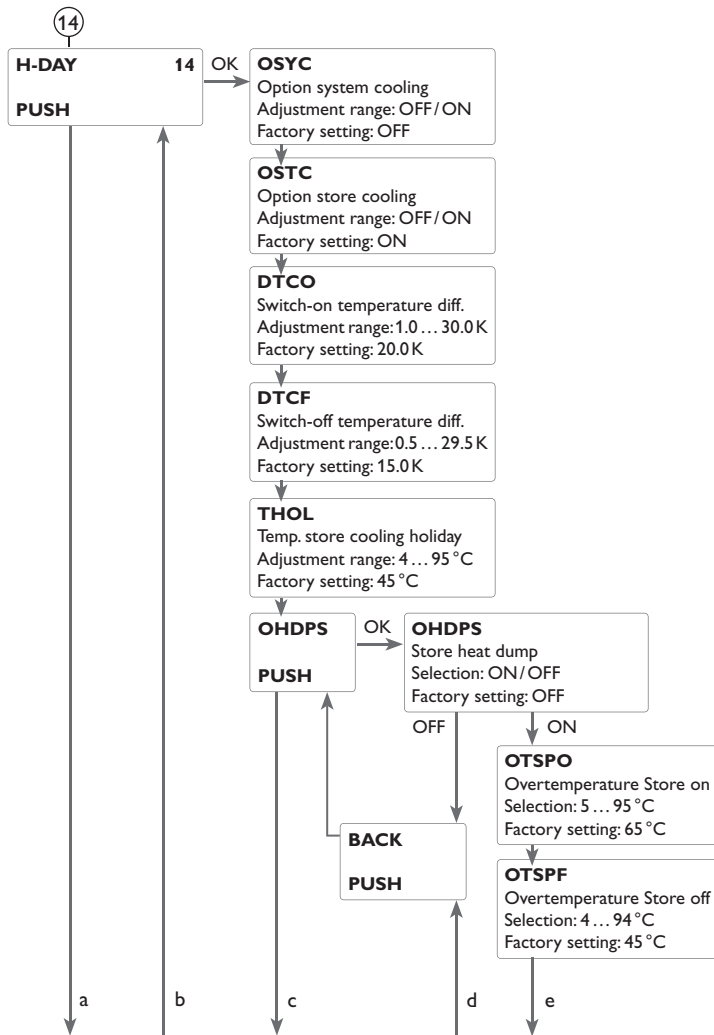 14
H-DAY 14
PUSH
OK
OSYC
Option system cooling
Adjustment range: OFF/ON
Factory setting: OFF
OSTC
Option store cooling
Adjustment range: OFF/ON
Factory setting: ON
DTCO
Switch-on temperature diff.
Adjustment range: 1.0 … 30.0 K
Factory setting: 20.0 K
DTCF
Switch-off temperature diff.
Adjustment range: 0.5 … 29.5 K
Factory setting: 15.0 K
THOL
Temp. store cooling holiday
Adjustment range: 4 … 95 °C
Factory setting: 45 °C
OHDPS
PUSH
OK
OHDPS
Store heat dump
Selection: ON/OFF
Factory setting: OFF
OFF
ON
OTSPO
Overtemperature Store on
Selection: 5 … 95 °C
Factory setting: 65 °C
BACK
PUSH
OTSPF
Overtemperature Store off
Selection: 4 … 94 °C
Factory setting: 45 °C
a b c d e